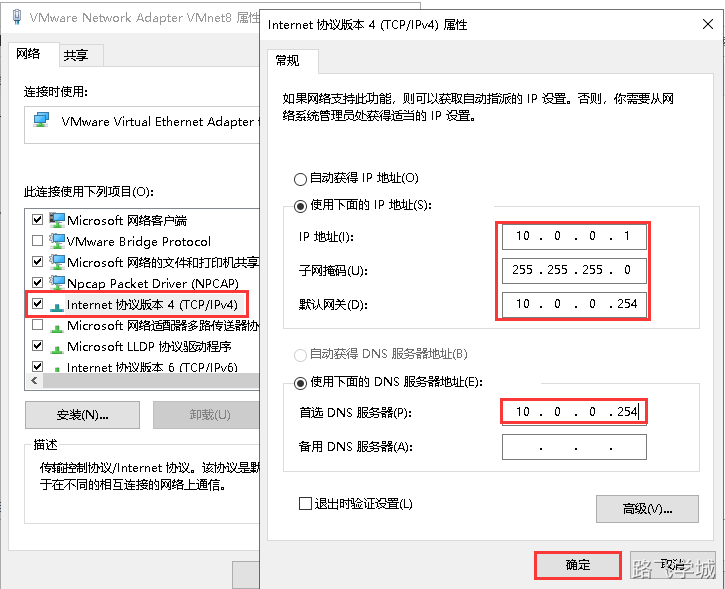 VMware Network Adapter VMnet8 属性
网络
共享
连接时使用:
VMware Virtual Ethernet Adapter
此连接使用下列项目(O):
Microsoft 网络客户端
VMware Bridge Protocol
Microsoft 网络的文件和打印机共享
Npcap Packet Driver (NPCAP)
Internet 协议版本 4 (TCP/IPv4)
Microsoft 网络适配器多路传送器协
Microsoft LLDP 协议驱动程序
Internet 协议版本 6 (TCP/IPv6)
安装(N)...
卸载(U)
描述
传输控制协议/Internet 协议。该协议是默
于在不同的相互连接的网络上通信。
Internet 协议版本 4 (TCP/IPv4) 属性
常规
如果网络支持此功能，则可以获取自动指派的 IP 设置。否则，你需要从网
络系统管理员处获得适当的 IP 设置。
自动获得 IP 地址(O)
使用下面的 IP 地址(S):
IP 地址(I): 10 . 0 . 0 . 1
子网掩码(U): 255 . 255 . 255 . 0
默认网关(D): 10 . 0 . 0 . 254
自动获得 DNS 服务器地址(B)
使用下面的 DNS 服务器地址(E):
首选 DNS 服务器(P): 10 . 0 . 0 . 254
备用 DNS 服务器(A): . . .
退出时验证设置(L)
高级(V)...
确定
取消
路飞学城